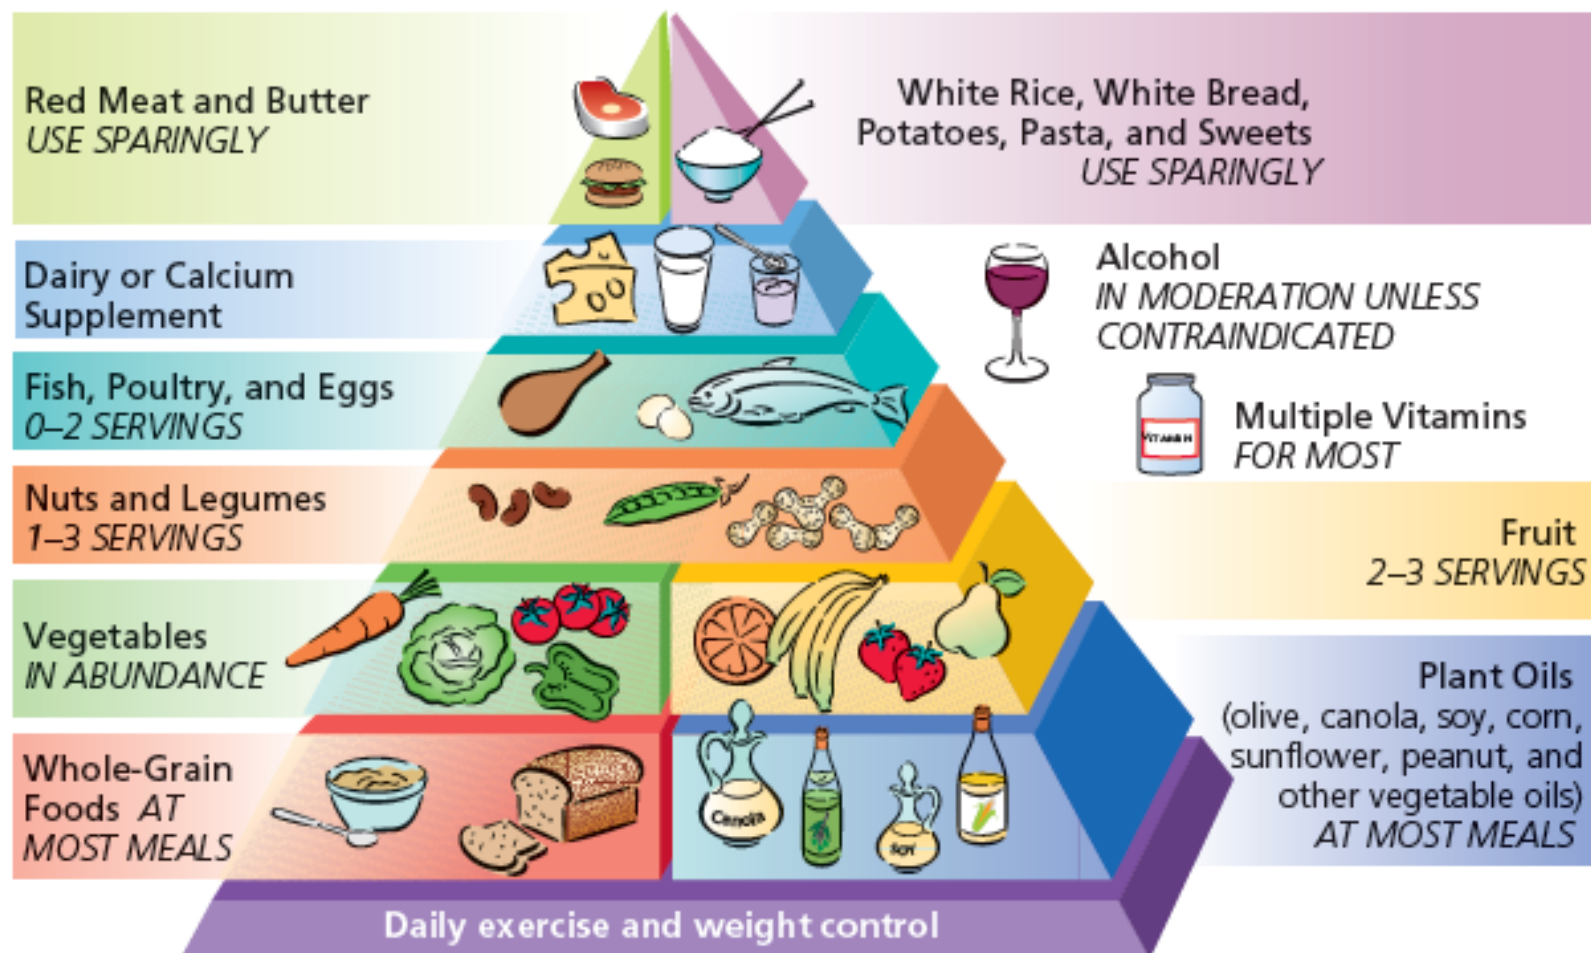 Red Meat and Butter
USE SPARINGLY
White Rice, White Bread,
Potatoes, Pasta, and Sweets
USE SPARINGLY
Dairy or Calcium
Supplement
Alcohol
IN MODERATION UNLESS
CONTRAINDICATED
Fish, Poultry, and Eggs
0–2 SERVINGS
VITAMIN
Multiple Vitamins
FOR MOST
Nuts and Legumes
1–3 SERVINGS
Fruit
2–3 SERVINGS
Vegetables
IN ABUNDANCE
Plant Oils
(olive, canola, soy, corn,
sunflower, peanut, and
other vegetable oils)
AT MOST MEALS
Whole-Grain
Foods AT
MOST MEALS
Canola
SOY
Daily exercise and weight control